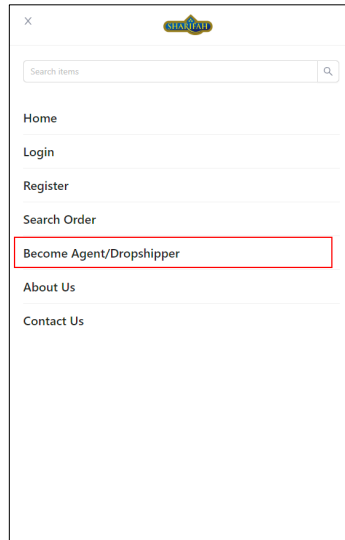 SHARIFAH
Search items
Home
Login
Register
Search Order
Become Agent/Dropshipper
About Us
Contact Us